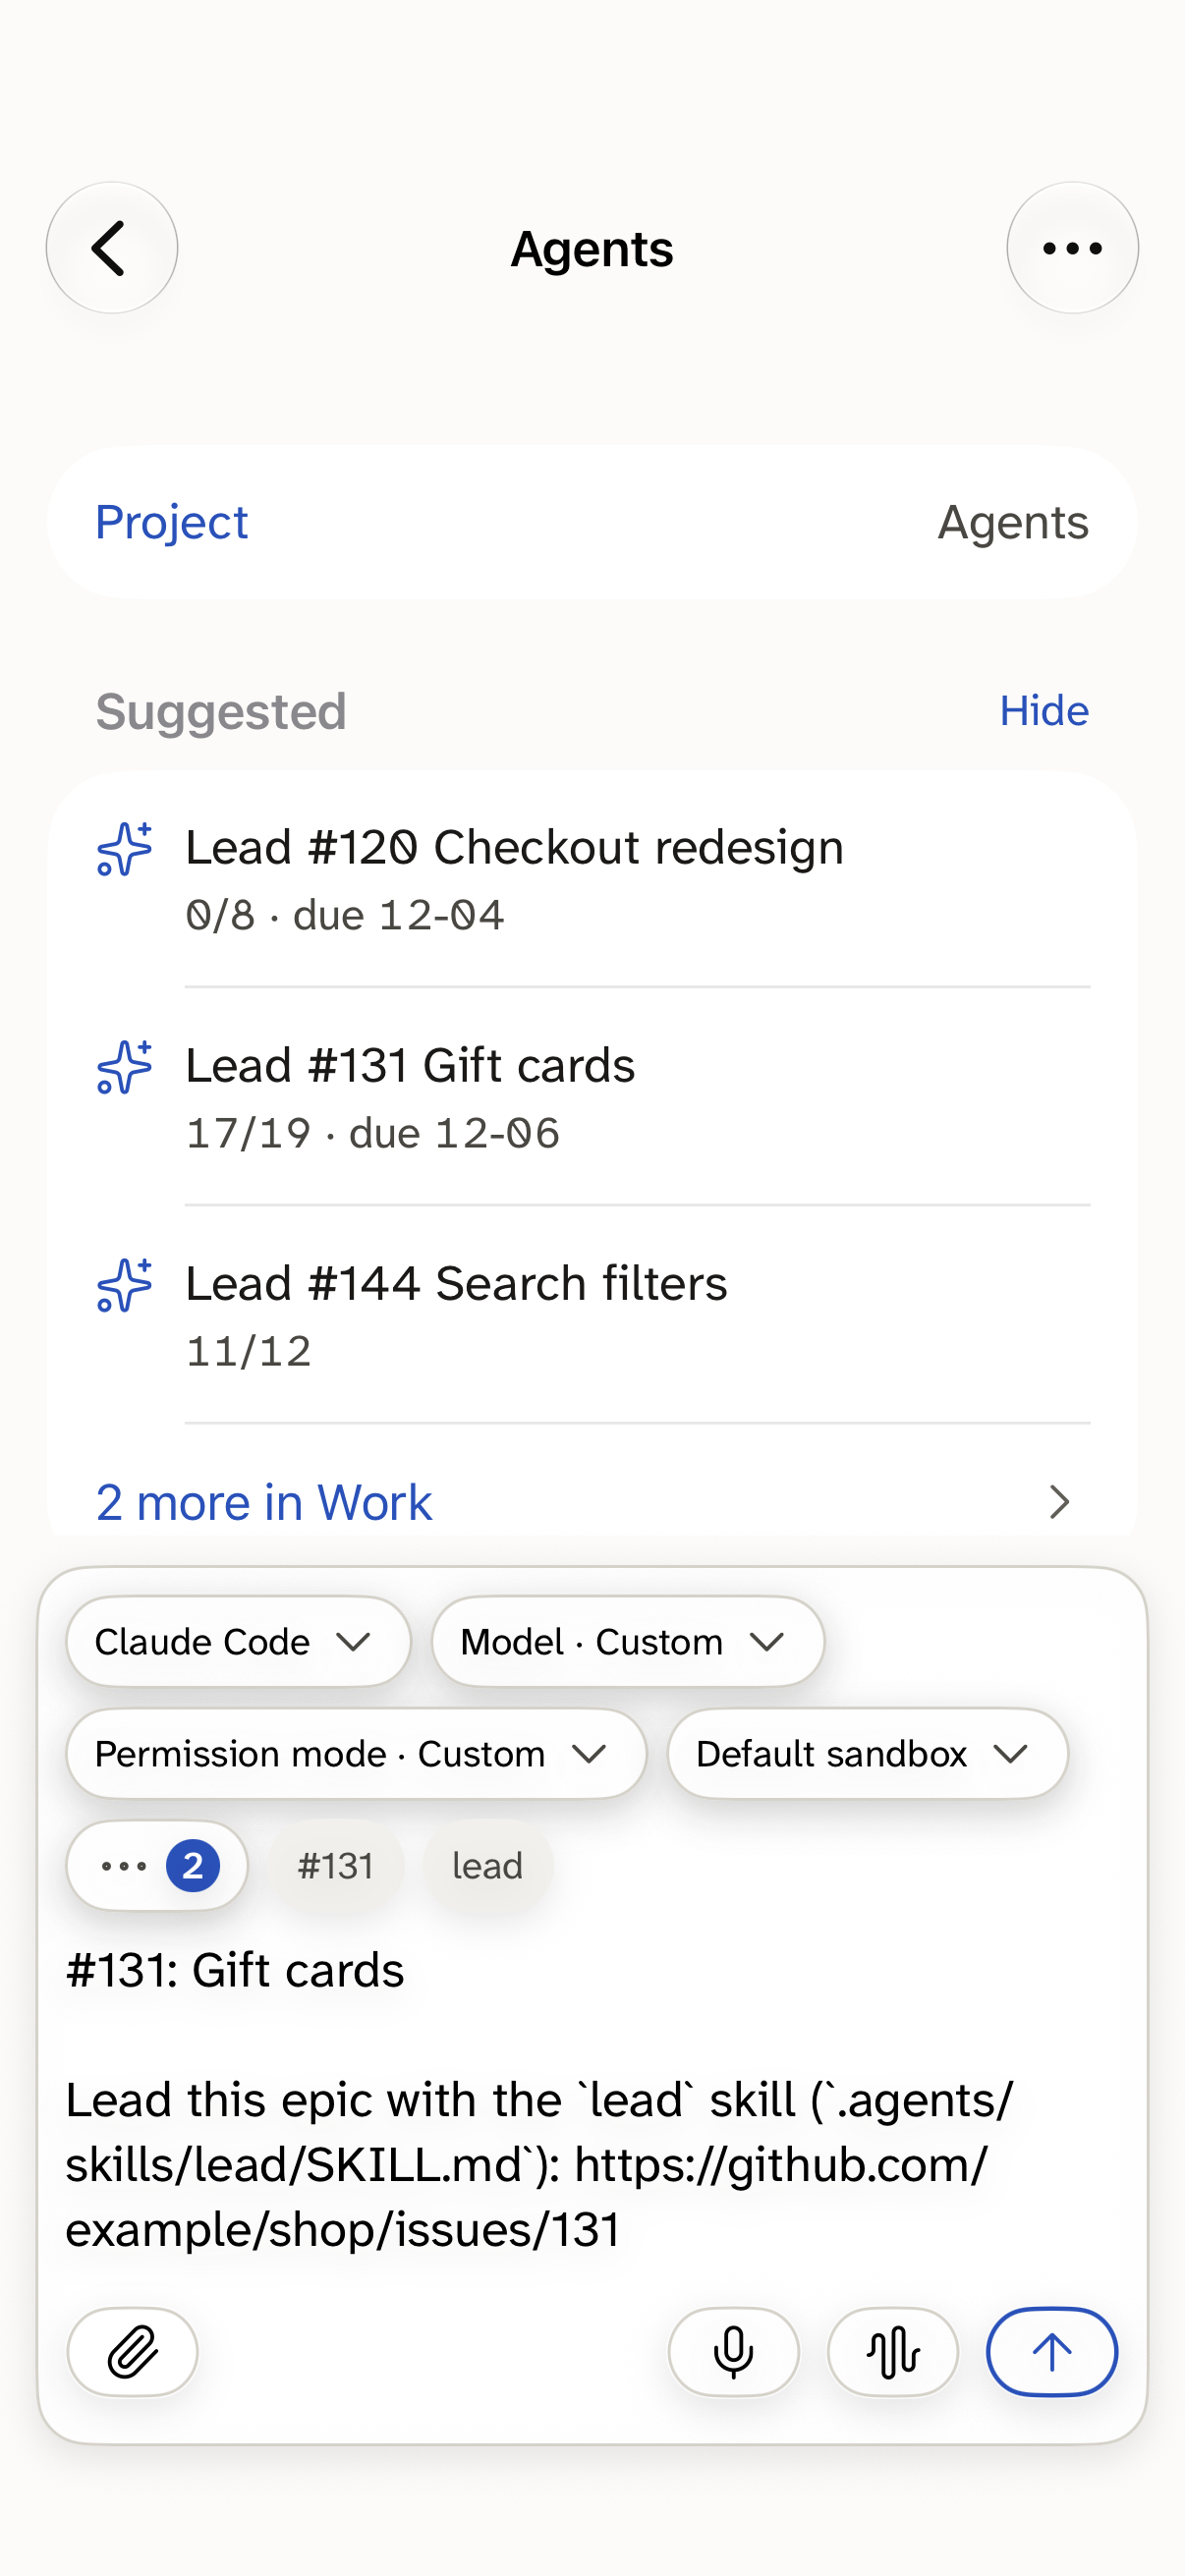 Agents
Project
Agents
Suggested
Hide
Lead #120 Checkout redesign
0/8 · due 12-04
Lead #131 Gift cards
17/19 · due 12-06
Lead #144 Search filters
11/12
2 more in Work
Claude Code
Model · Custom
Permission mode · Custom
Default sandbox
2
#131
lead
#131: Gift cards
Lead this epic with the `lead` skill (`.agents/
skills/lead/SKILL.md`): https://github.com/
example/shop/issues/131